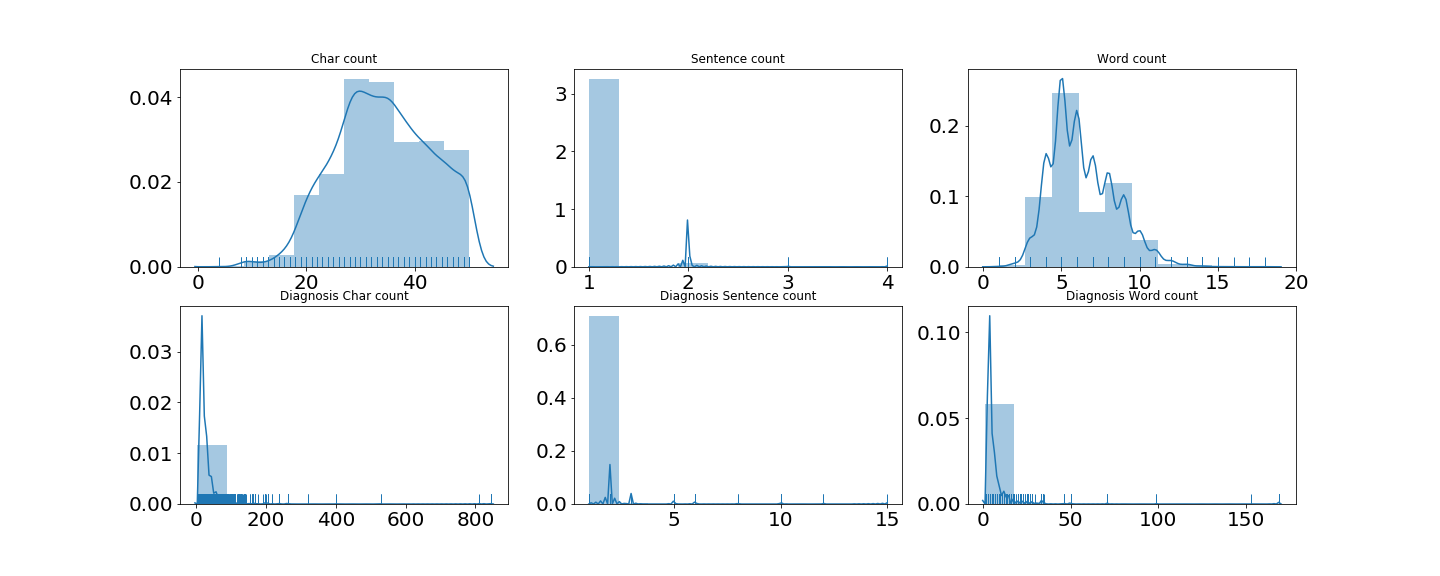 Char count
0.04
0.02
0.00
0 20 40
Sentence count
3
2
1
0
1 2 3 4
Word count
0.2
0.1
0.0
0 5 10 15 20
Diagnosis Char count
0.03
0.02
0.01
0.00
0 200 400 600 800
Diagnosis Sentence count
0.6
0.4
0.2
0.0
5 10 15
Diagnosis Word count
0.10
0.05
0.00
0 50 100 150